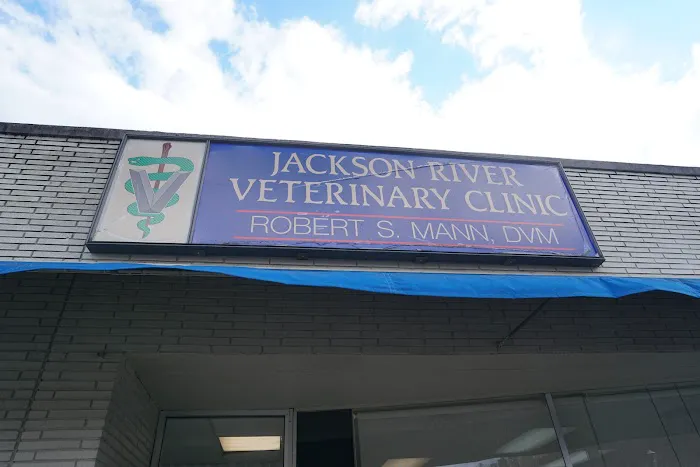 V
JACKSON RIVER
VETERINARY CLINIC
ROBERT S. MANN, DVM